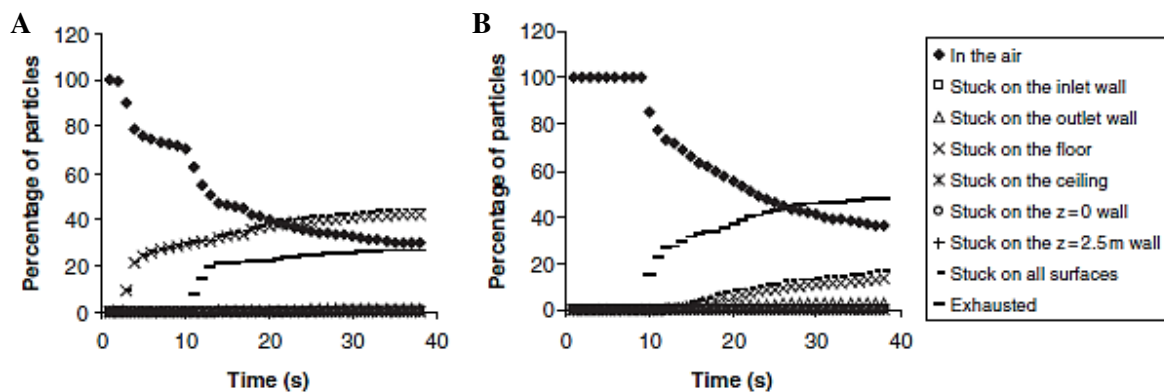 A
120
100
80
60
40
20
0
Percentage of particles
0 10 20 30 40
Time (s)
B
120
100
80
60
40
20
0
Percentage of particles
0 10 20 30 40
Time (s)
In the air
Stuck on the inlet wall
Stuck on the outlet wall
Stuck on the floor
Stuck on the ceiling
Stuck on the z=0 wall
Stuck on the z=2.5m wall
Stuck on all surfaces
Exhausted